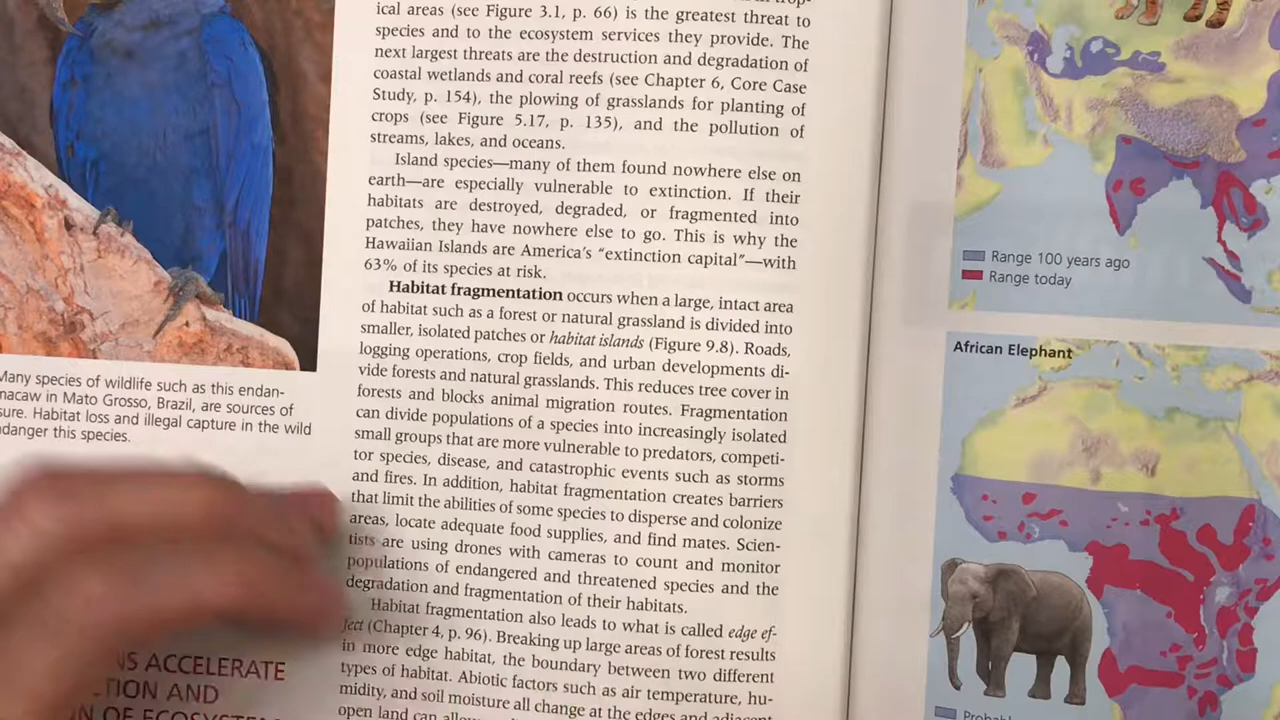 ical areas (see Figure 3.1, p. 66) is the greatest threat to
species and to the ecosystem services they provide. The
next largest threats are the destruction and degradation of
coastal wetlands and coral reefs (see Chapter 6, Core Case
Study, p. 154), the plowing of grasslands for planting of
crops (see Figure 5.17, p. 135), and the pollution of
streams, lakes, and oceans.
Island species—many of them found nowhere else on
earth—are especially vulnerable to extinction. If their
habitats are destroyed, degraded, or fragmented into
patches, they have nowhere else to go. This is why the
Hawaiian Islands are America's "extinction capital"—with
63% of its species at risk.
Habitat fragmentation occurs when a large, intact area
of habitat such as a forest or natural grassland is divided into
smaller, isolated patches or habitat islands (Figure 9.8). Roads,
logging operations, crop fields, and urban developments di-
vide forests and natural grasslands. This reduces tree cover in
forests and blocks animal migration routes. Fragmentation
can divide populations of a species into increasingly isolated
small groups that are more vulnerable to predators, competi-
tor species, disease, and catastrophic events such as storms
and fires. In addition, habitat fragmentation creates barriers
that limit the abilities of some species to disperse and colonize
areas, locate adequate food supplies, and find mates. Scien-
tists are using drones with cameras to count and monitor
populations of endangered and threatened species and the
degradation and fragmentation of their habitats.
Habitat fragmentation also leads to what is called edge ef-
fect (Chapter 4, p. 96). Breaking up large areas of forest results
in more edge habitat, the boundary between two different
types of habitat. Abiotic factors such as air temperature, hu-
midity, and soil moisture all change at the edges and adjacent
open land can
Many species of wildlife such as this endan-
macaw in Mato Grosso, Brazil, are sources of
sure. Habitat loss and illegal capture in the wild
danger this species.
NS ACCELERATE
TION AND
N OF ECOSYSTE
Range 100 years ago
Range today
African Elephant
Probabl